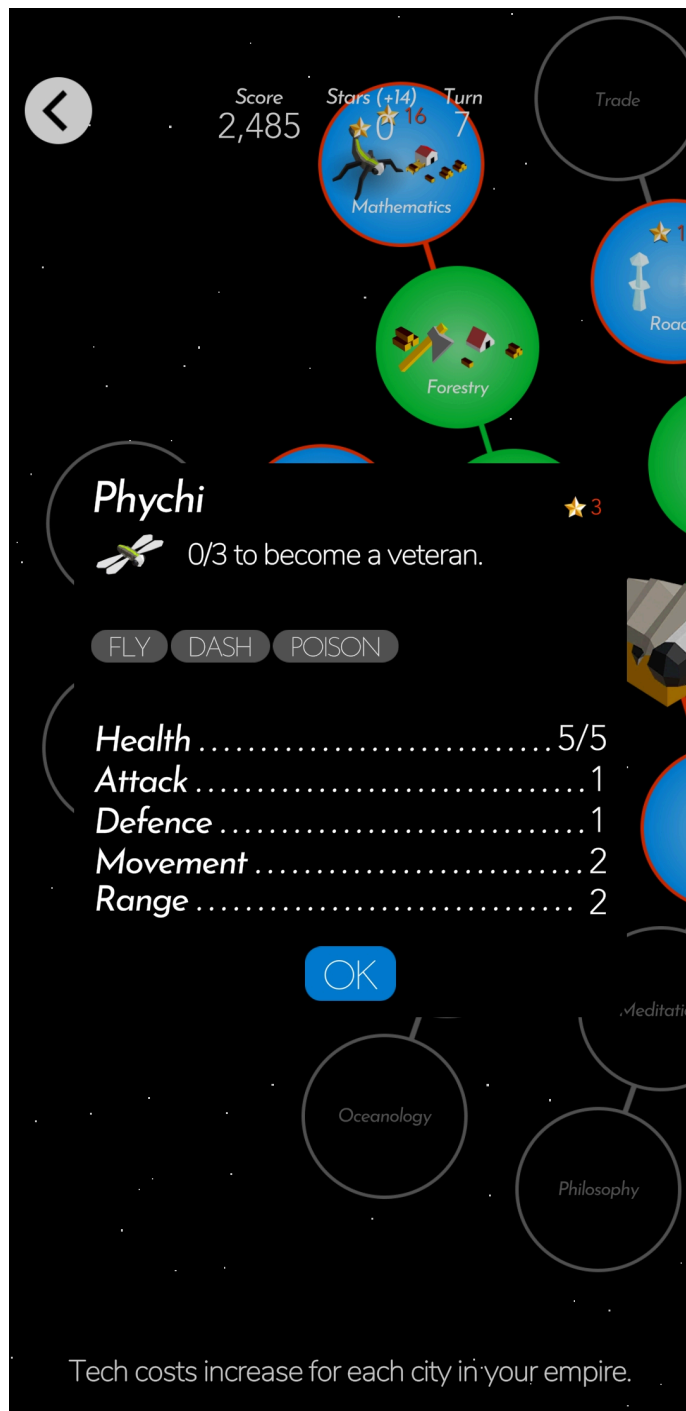 Trade
Score Stars (+14) Turn
2,485 0 7
16
Mathematics
Forestry
Phychi
3
0/3 to become a veteran.
FLY DASH POISON
Health .............................. 5/5
Attack ................................ 1
Defence .............................. 1
Movement ........................... 2
Range ............................... 2
OK
Oceanology
Philosophy
Tech costs increase for each city in your empire.